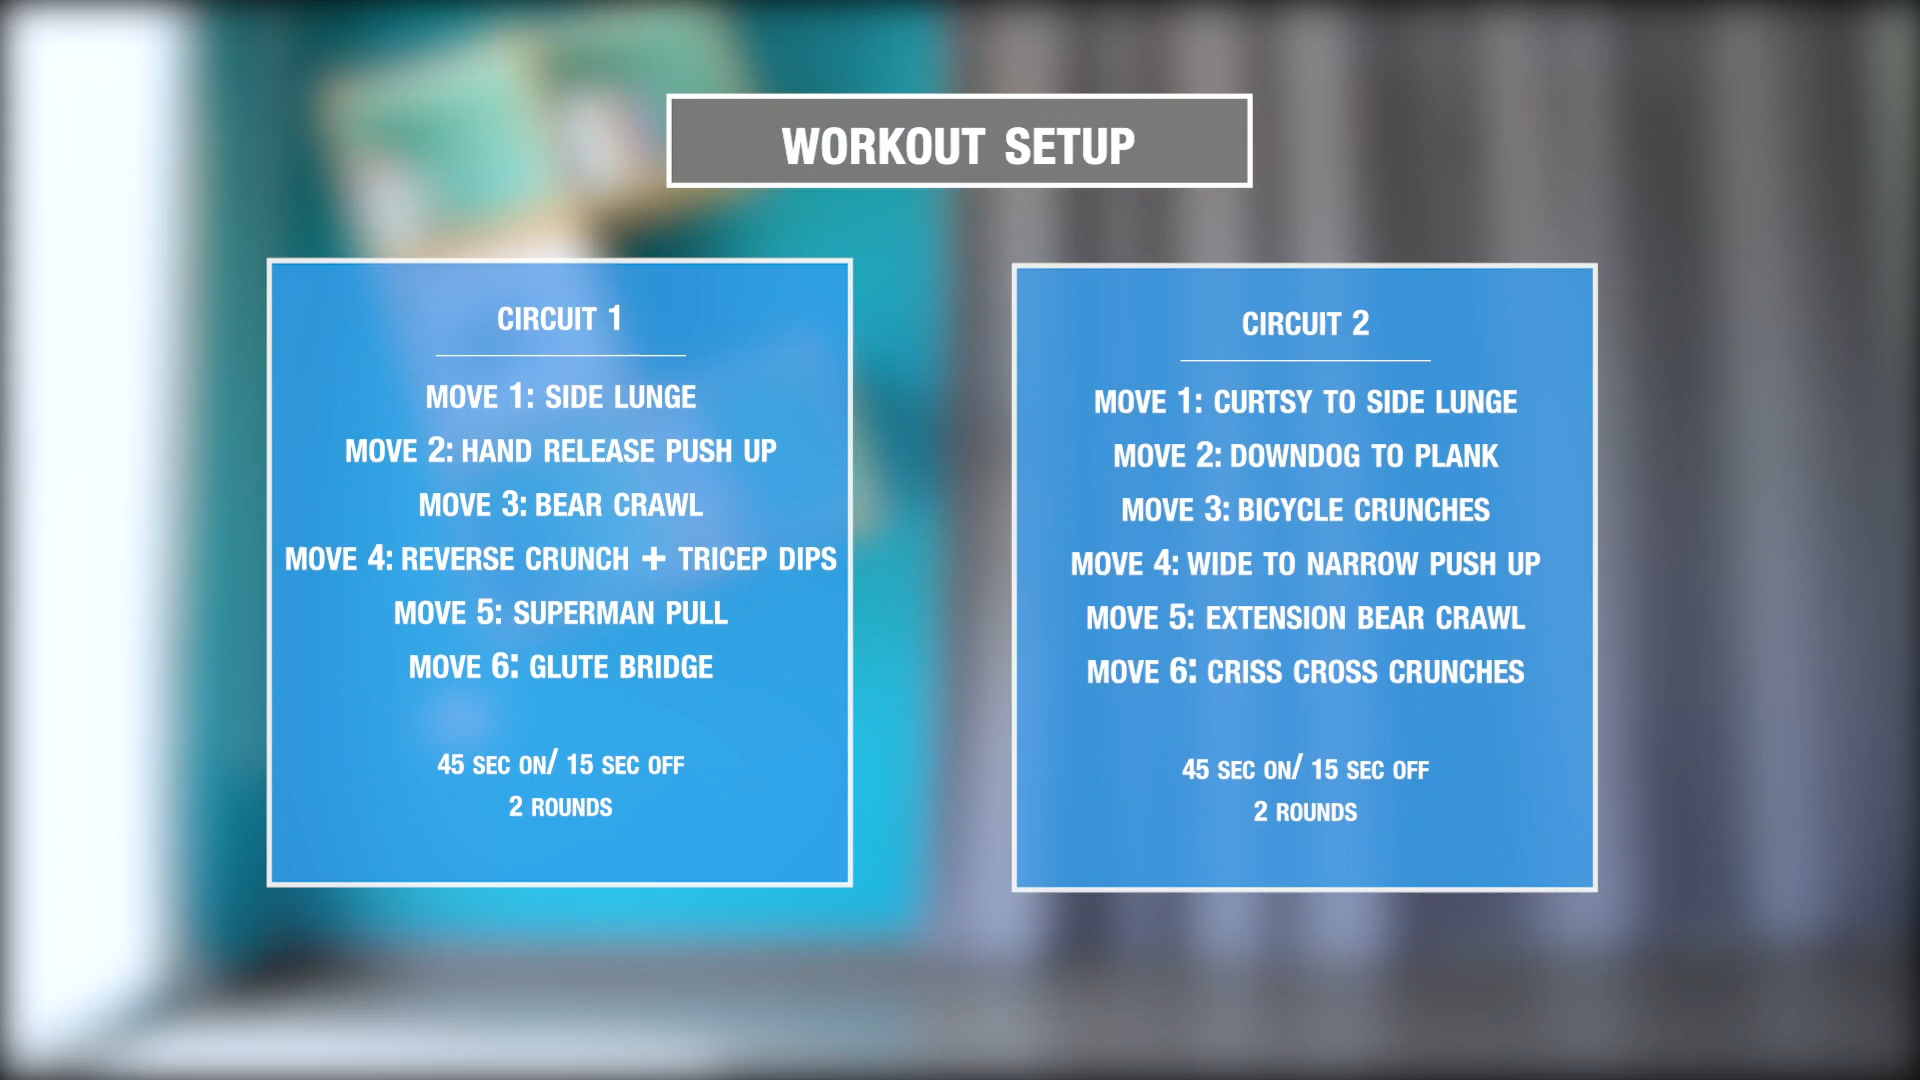 WORKOUT SETUP
CIRCUIT 1
MOVE 1: SIDE LUNGE
MOVE 2: HAND RELEASE PUSH UP
MOVE 3: BEAR CRAWL
MOVE 4: REVERSE CRUNCH + TRICEP DIPS
MOVE 5: SUPERMAN PULL
MOVE 6: GLUTE BRIDGE
45 SEC ON/ 15 SEC OFF
2 ROUNDS
CIRCUIT 2
MOVE 1: CURTSY TO SIDE LUNGE
MOVE 2: DOWNDOG TO PLANK
MOVE 3: BICYCLE CRUNCHES
MOVE 4: WIDE TO NARROW PUSH UP
MOVE 5: EXTENSION BEAR CRAWL
MOVE 6: CRISS CROSS CRUNCHES
45 SEC ON/ 15 SEC OFF
2 ROUNDS